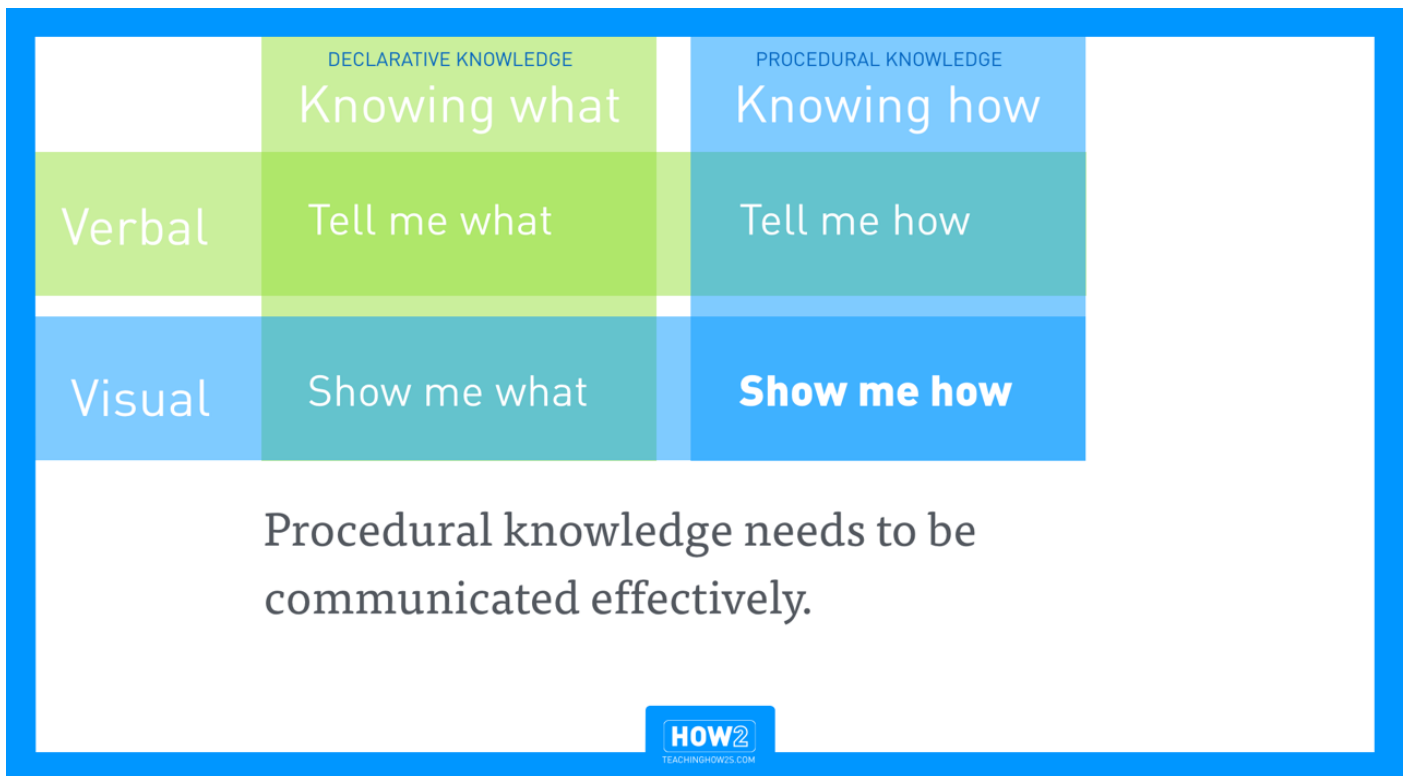 DECLARATIVE KNOWLEDGE
PROCEDURAL KNOWLEDGE
Knowing what
Knowing how
Verbal
Tell me what
Tell me how
Visual
Show me what
Show me how
Procedural knowledge needs to be
communicated effectively.
HOW2
TEACHINGHOW2S.COM